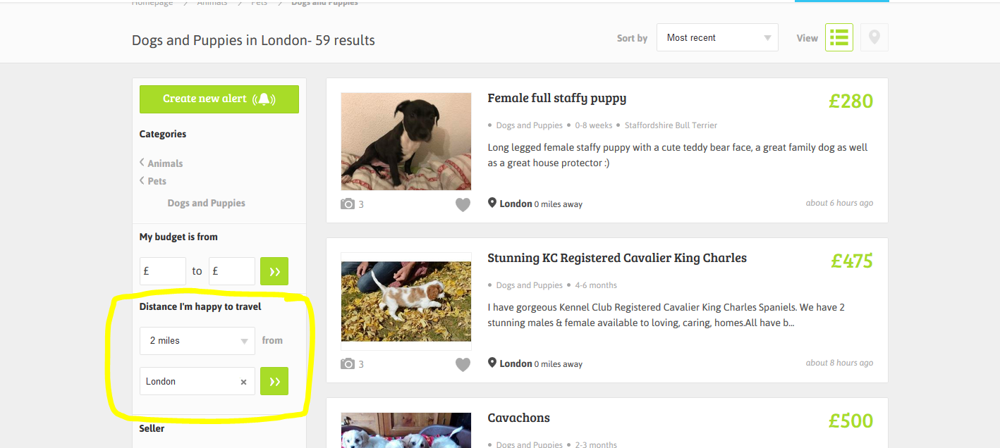 Homepage Animals Pets Dogs and Puppies
Dogs and Puppies in London- 59 results
Sort by Most recent View
Create new alert
Categories
Animals
Pets
Dogs and Puppies
My budget is from
£ to £
Distance I'm happy to travel
2 miles from
London ×
Seller
Female full staffy puppy £280
• Dogs and Puppies • 0-8 weeks • Staffordshire Bull Terrier
Long legged female staffy puppy with a cute teddy bear face, a great family dog as well
as a great house protector :)
3 London 0 miles away about 6 hours ago
Stunning KC Registered Cavalier King Charles £475
• Dogs and Puppies • 4-6 months
I have gorgeous Kennel Club Registered Cavalier King Charles Spaniels. We have 2
stunning males & female available to loving, caring, homes.All have b...
3 London 0 miles away about 8 hours ago
Cavachons £500
• Dogs and Puppies • 2-3 months